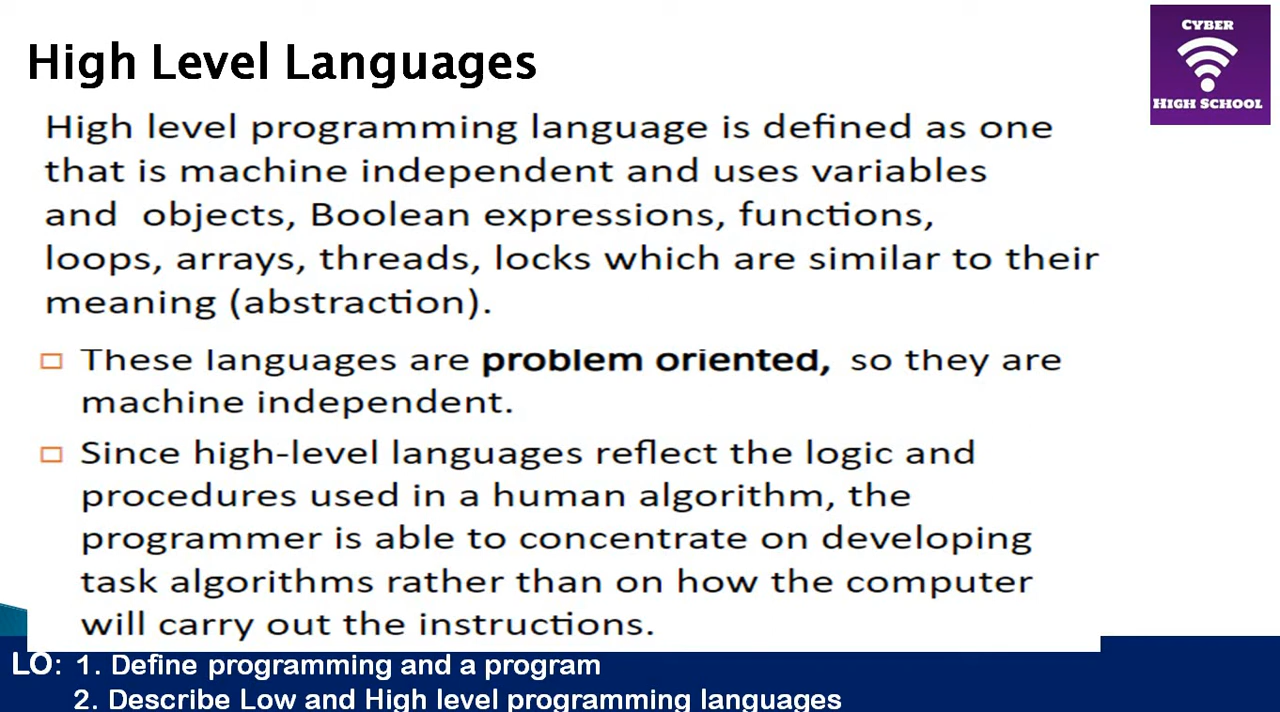 High Level Languages
CYBER
HIGH SCHOOL
High level programming language is defined as one
that is machine independent and uses variables
and objects, Boolean expressions, functions,
loops, arrays, threads, locks which are similar to their
meaning (abstraction).
These languages are problem oriented, so they are
machine independent.
Since high-level languages reflect the logic and
procedures used in a human algorithm, the
programmer is able to concentrate on developing
task algorithms rather than on how the computer
will carry out the instructions.
LO: 1. Define programming and a program
2. Describe Low and High level programming languages